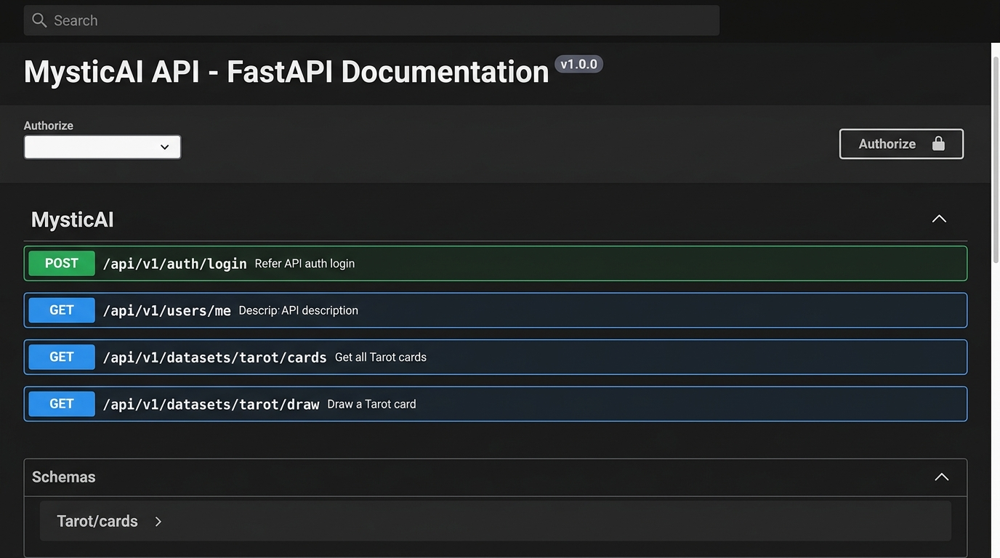 Search
MysticAI API - FastAPI Documentation v1.0.0
Authorize
Authorize
MysticAI
POST /api/v1/auth/login Refer API auth login
GET /api/v1/users/me Descrip· API description
GET /api/v1/datasets/tarot/cards Get all Tarot cards
GET /api/v1/datasets/tarot/draw Draw a Tarot card
Schemas
Tarot/cards